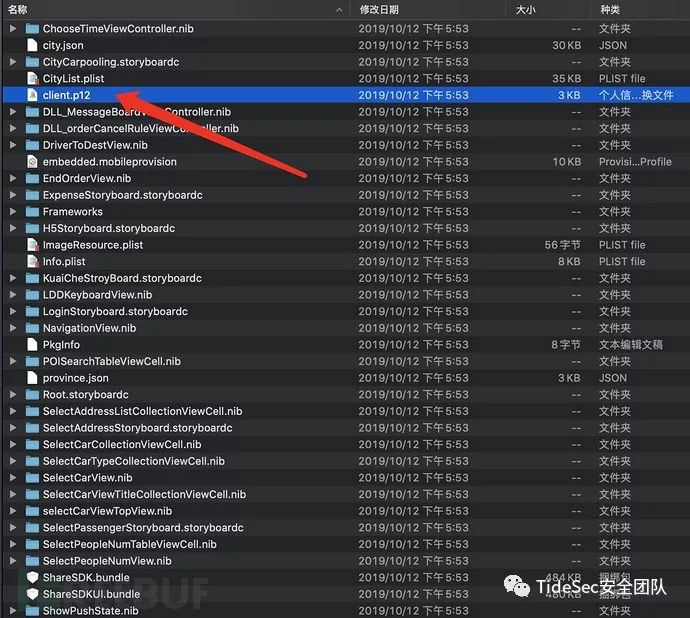 名称 修改日期 大小 种类
ChooseTimeViewController.nib 2019/10/12 下午5:53 -- 文件夹
city.json 2019/10/12 下午5:53 30 KB JSON
CityCarpooling.storyboardc 2019/10/12 下午5:53 -- 文件夹
CityList.plist 2019/10/12 下午5:53 35 KB PLIST file
client.p12 2019/10/12 下午5:53 3 KB 个人信...换文件
DLL_MessageBoardViewController.nib 2019/10/12 下午5:53 -- 文件夹
DLL_orderCancelRuleViewController.nib 2019/10/12 下午5:53 -- 文件夹
DriverToDestView.nib 2019/10/12 下午5:53 -- 文件夹
embedded.mobileprovision 2019/10/12 下午5:53 10 KB Provisi...Profile
EndOrderView.nib 2019/10/12 下午5:53 -- 文件夹
ExpenseStoryboard.storyboardc 2019/10/12 下午5:53 -- 文件夹
Frameworks 2019/10/12 下午5:53 -- 文件夹
H5Storyboard.storyboardc 2019/10/12 下午5:53 -- 文件夹
ImageResource.plist 2019/10/12 下午5:53 56 字节 PLIST file
Info.plist 2019/10/12 下午5:53 8 KB PLIST file
KuaiCheStroyBoard.storyboardc 2019/10/12 下午5:53 -- 文件夹
LDDKeyboardView.nib 2019/10/12 下午5:53 -- 文件夹
LoginStoryboard.storyboardc 2019/10/12 下午5:53 -- 文件夹
NavigationView.nib 2019/10/12 下午5:53 -- 文件夹
PkgInfo 2019/10/12 下午5:53 8 字节 文本编辑文稿
POISearchTableViewCell.nib 2019/10/12 下午5:53 -- 文件夹
province.json 2019/10/12 下午5:53 3 KB JSON
Root.storyboardc 2019/10/12 下午5:53 -- 文件夹
SelectAddressListCollectionViewCell.nib 2019/10/12 下午5:53 -- 文件夹
SelectAddressStoryboard.storyboardc 2019/10/12 下午5:53 -- 文件夹
SelectCarCollectionViewCell.nib 2019/10/12 下午5:53 -- 文件夹
SelectCarTypeCollectionViewCell.nib 2019/10/12 下午5:53 -- 文件夹
SelectCarView.nib 2019/10/12 下午5:53 -- 文件夹
SelectCarViewTitleCollectionViewCell.nib 2019/10/12 下午5:53 -- 文件夹
selectCarViewTopView.nib 2019/10/12 下午5:53 -- 文件夹
SelectPassengerStoryboard.storyboardc 2019/10/12 下午5:53 -- 文件夹
SelectPeopleNumTableViewCell.nib 2019/10/12 下午5:53 -- 文件夹
SelectPeopleNumView.nib 2019/10/12 下午5:53 -- 文件夹
ShareSDK.bundle 2019/10/12 下午5:53 484 KB 捆绑包
ShareSDKUI.bundle 2019/10/12 下午5:53 480 KB 捆绑包
ShowPushState.nib 2019/10/12 下午5:53 -- 文件夹
TideSec安全团队